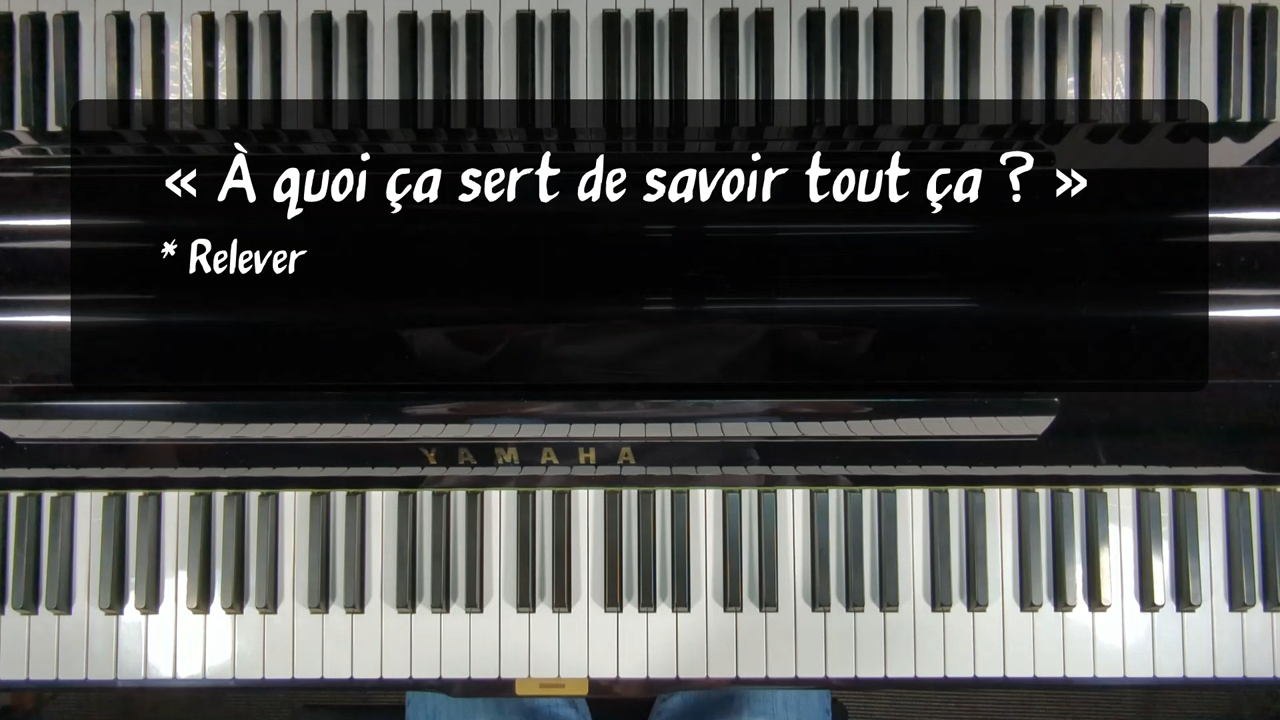 « À quoi ça sert de savoir tout ça ? »
* Relever
YAMAHA